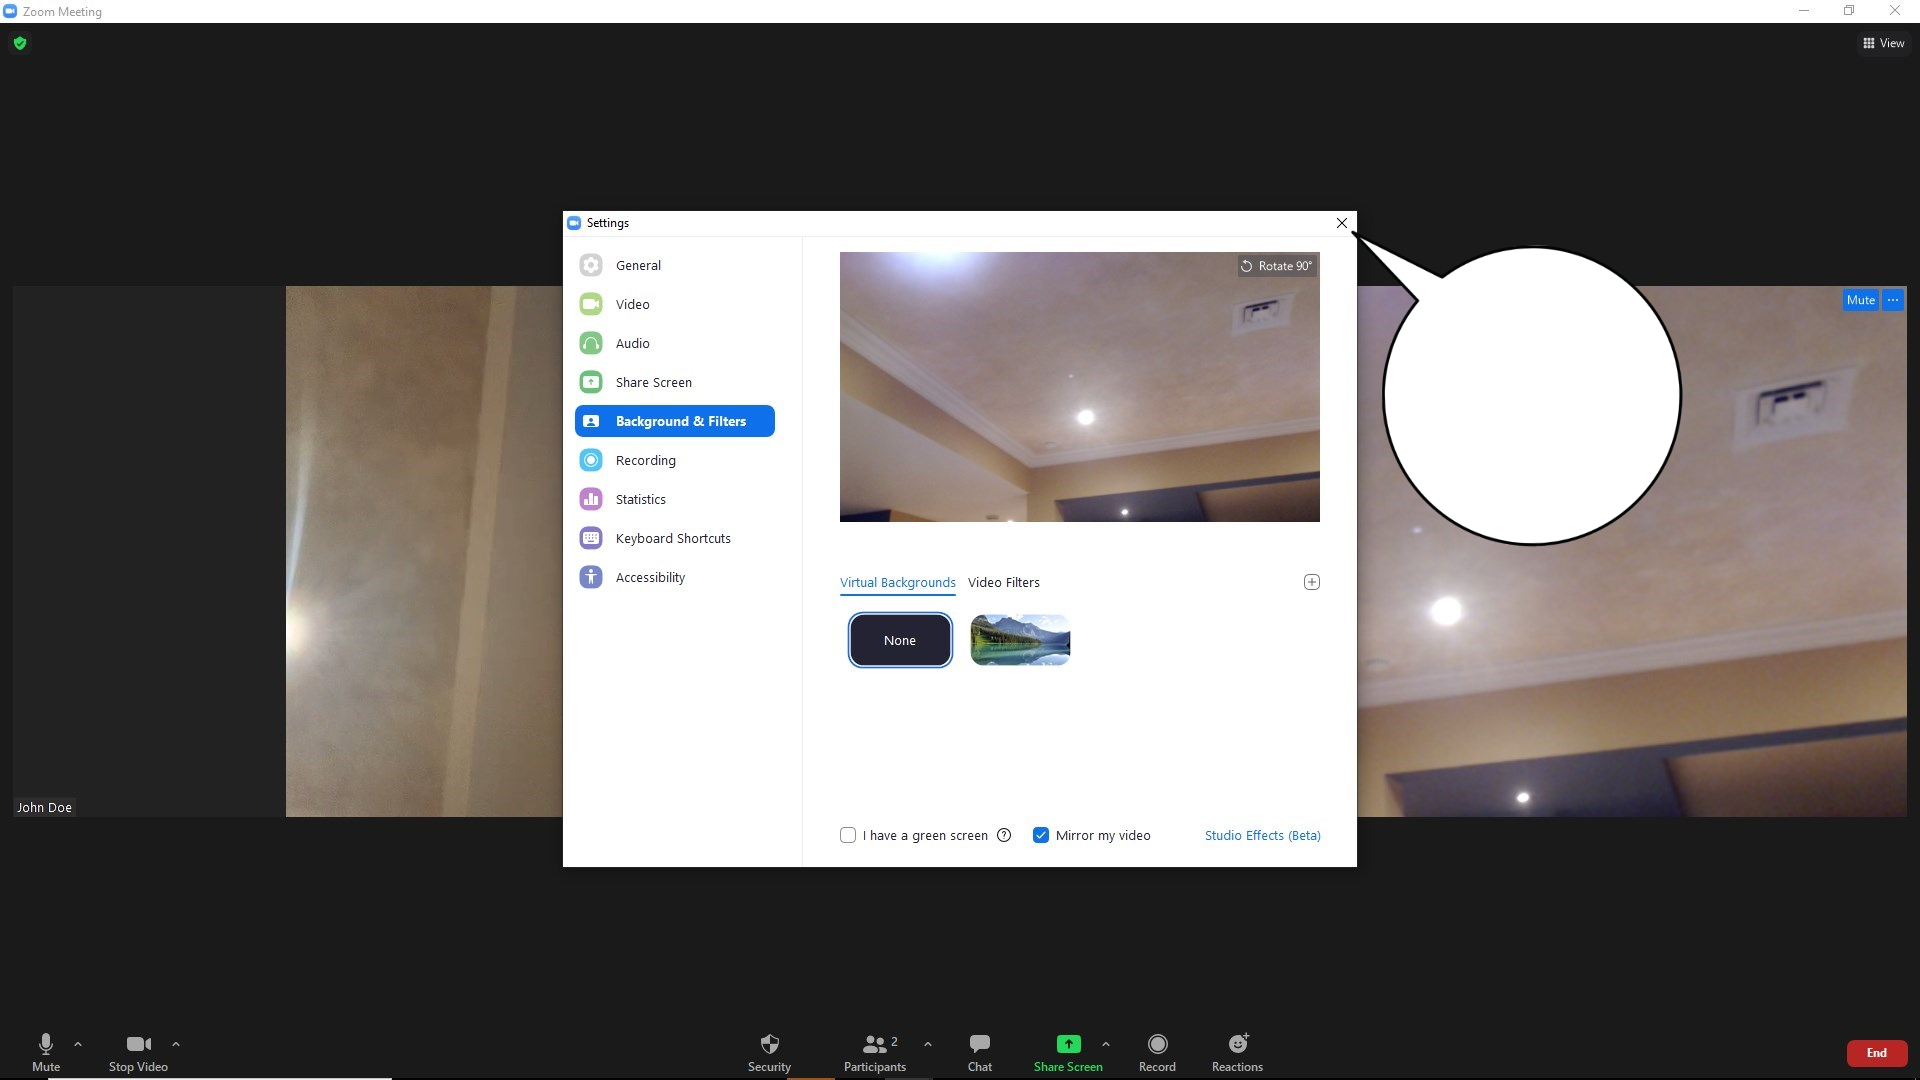 Zoom Meeting
View
Settings
General
Video
Audio
Share Screen
Background & Filters
Recording
Statistics
Keyboard Shortcuts
Accessibility
Rotate 90°
Virtual Backgrounds Video Filters
None
I have a green screen ? Mirror my video Studio Effects (Beta)
Mute ...
John Doe
Mute Stop Video Security Participants 2 Chat Share Screen Record Reactions End